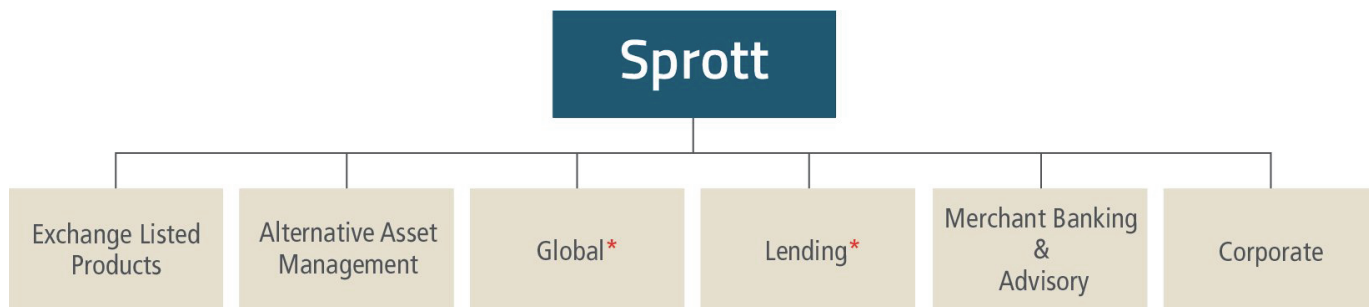 Sprott
Exchange Listed
Products
Alternative Asset
Management
Global*
Lending*
Merchant Banking
&
Advisory
Corporate